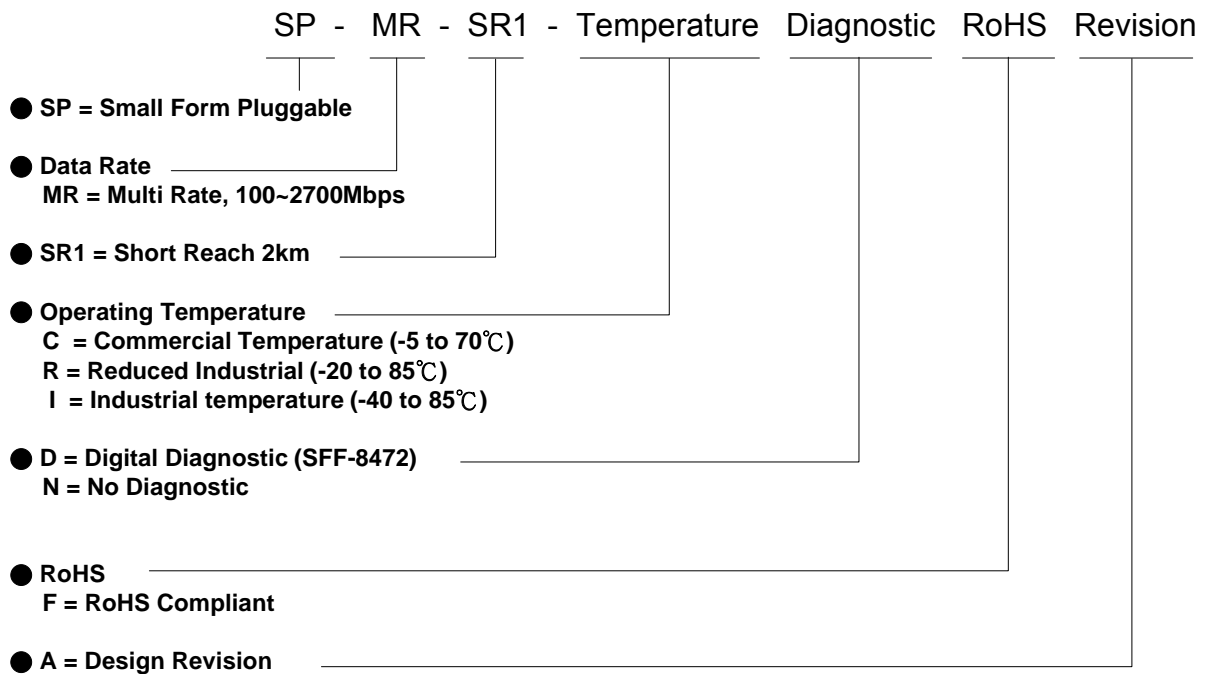 SP - MR - SR1 - Temperature Diagnostic RoHS Revision
● SP = Small Form Pluggable
● Data Rate
MR = Multi Rate, 100~2700Mbps
● SR1 = Short Reach 2km
● Operating Temperature
C = Commercial Temperature (-5 to 70℃)
R = Reduced Industrial (-20 to 85℃)
I = Industrial temperature (-40 to 85℃)
● D = Digital Diagnostic (SFF-8472)
N = No Diagnostic
● RoHS
F = RoHS Compliant
● A = Design Revision